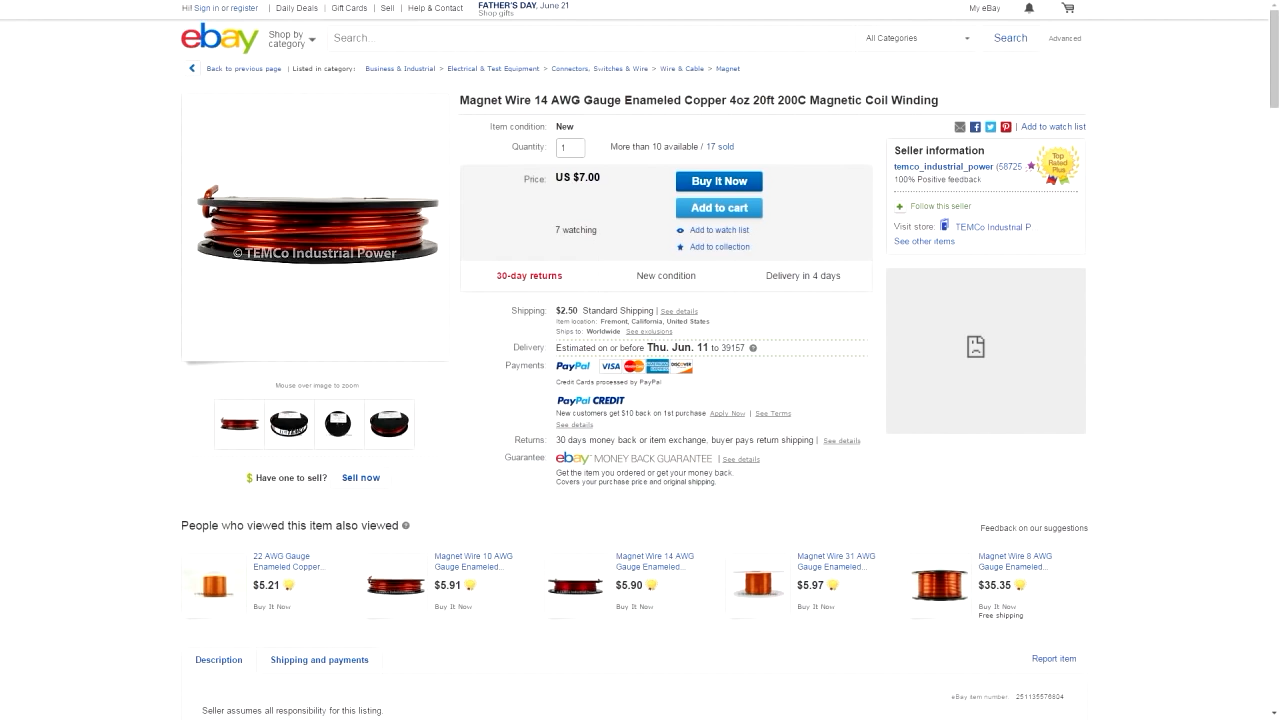 Hi! Sign in or register | Daily Deals | Gift Cards | Sell | Help & Contact
FATHER'S DAY, June 21
Shop gifts
My eBay
ebay
Shop by category
Search...
All Categories
Search
Advanced
Back to previous page | Listed in category: Business & Industrial > Electrical & Test Equipment > Connectors, Switches & Wire > Wire & Cable > Magnet
Magnet Wire 14 AWG Gauge Enameled Copper 4oz 20ft 200C Magnetic Coil Winding
© TEMCo Industrial Power
Mouse over image to zoom
$ Have one to sell? Sell now
Item condition: New
Quantity: 1 More than 10 available / 17 sold
Price: US $7.00
Buy It Now
Add to cart
7 watching
Add to watch list
Add to collection
30-day returns New condition Delivery in 4 days
Shipping: $2.50 Standard Shipping | See details
Item location: Fremont, California, United States
Ships to: Worldwide See exclusions
Delivery: Estimated on or before Thu. Jun. 11 to 39157
Payments PayPal VISA DISCOVER
Credit Cards processed by PayPal
PayPal CREDIT
New customers get $10 back on 1st purchase Apply Now | See Terms
See details
Returns: 30 days money back or item exchange, buyer pays return shipping | See details
Guarantee ebay MONEY BACK GUARANTEE | See details
Get the item you ordered or get your money back.
Covers your purchase price and original shipping.
| Add to watch list
Seller information
temco_industrial_power (58725
100% Positive feedback
Top Rated Plus
Follow this seller
Visit store: TEMCo Industrial P
See other items
People who viewed this item also viewed
Feedback on our suggestions
22 AWG Gauge
Enameled Copper...
$5.21
Buy It Now
Magnet Wire 10 AWG
Gauge Enameled...
$5.91
Buy It Now
Magnet Wire 14 AWG
Gauge Enameled...
$5.90
Buy It Now
Magnet Wire 31 AWG
Gauge Enameled...
$5.97
Buy It Now
Magnet Wire 8 AWG
Gauge Enameled...
$35.35
Buy It Now
Free shipping
Description
Shipping and payments
Report item
eBay item number: 251135576804
Seller assumes all responsibility for this listing.